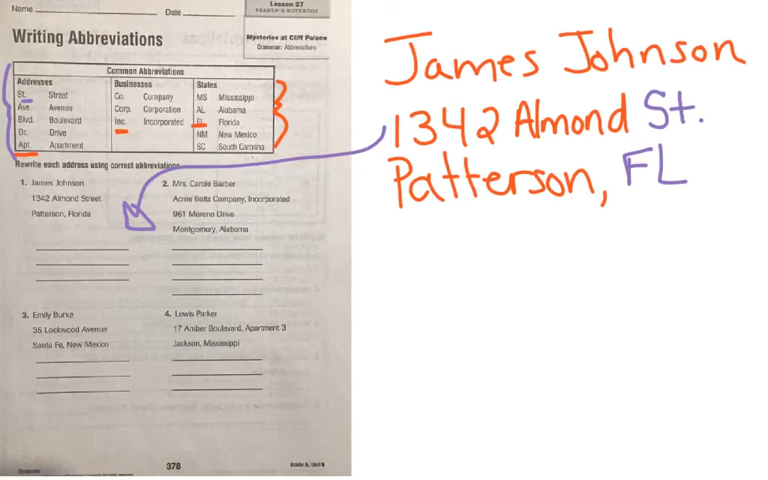 Name Date
Lesson 27
READER'S NOTEBOOK
Writing Abbreviations
Mysteries at Cliff Palace
Grammar: Abbreviations
Common Abbreviations
Addresses Businesses States
St. Street Co. Company MS Mississippi
Ave. Avenue Corp. Corporation AL Alabama
Blvd. Boulevard Inc. Incorporated FL Florida
Dr. Drive NM New Mexico
Apt. Apartment SC South Carolina
Rewrite each address using correct abbreviations.
1. James Johnson
1342 Almond Street
Patterson, Florida
2. Mrs. Carole Barber
Acme Bolts Company, Incorporated
961 Moreno Drive
Montgomery, Alabama
3. Emily Burke
35 Lockwood Avenue
Santa Fe, New Mexico
4. Lewis Parker
17 Amber Boulevard, Apartment 3
Jackson, Mississippi
Grammar 378 Grade 5, Unit 6
James Johnson
1342 Almond St.
Patterson, FL